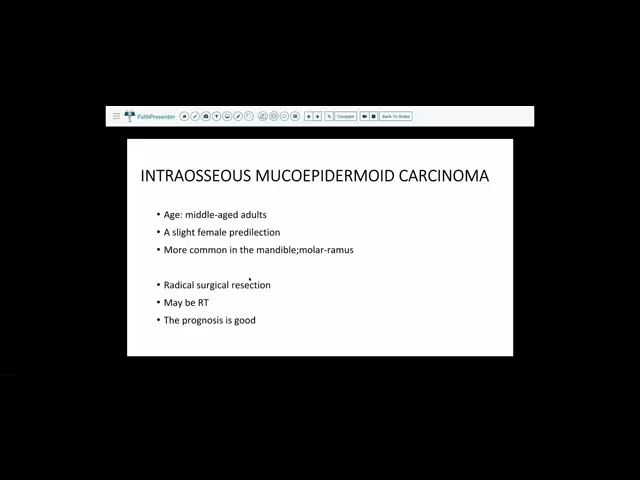 PathPresenter
Compare
Back To Slides
INTRAOSSEOUS MUCOEPIDERMOID CARCINOMA
• Age: middle-aged adults
• A slight female predilection
• More common in the mandible;molar-ramus
• Radical surgical resection
• May be RT
• The prognosis is good